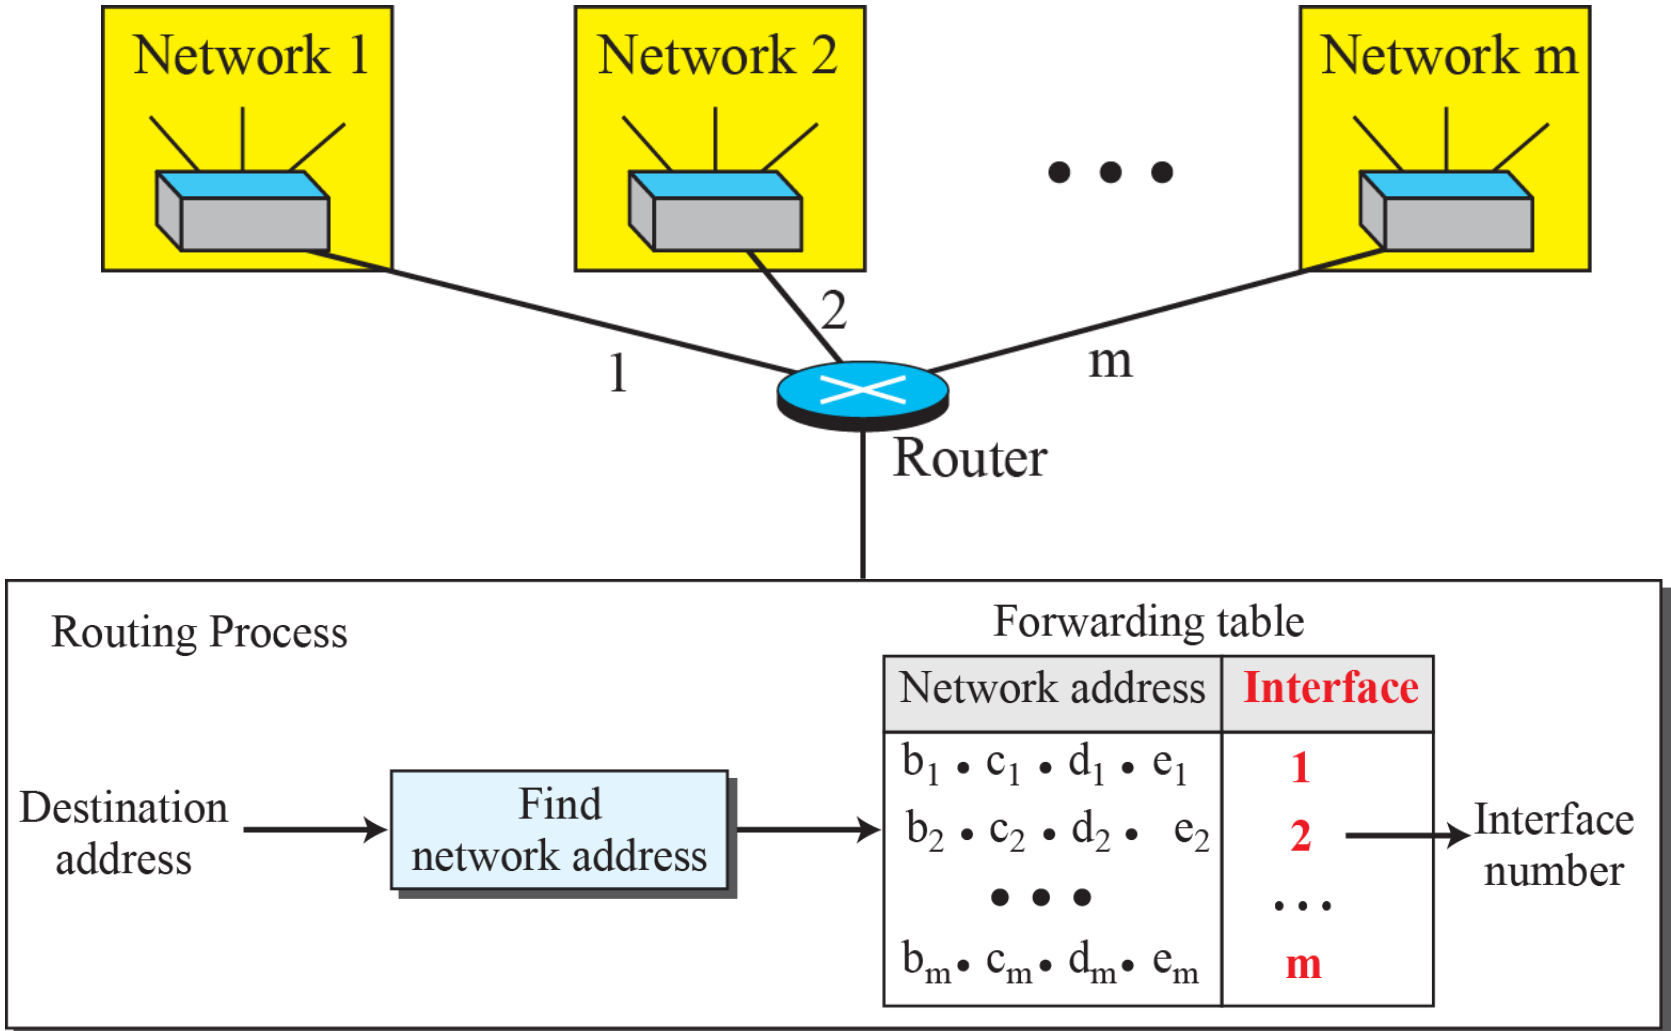 Network 1
Network 2
Network m
1
2
m
Router
Routing Process
Forwarding table
Network address Interface
b1 . c1 . d1 . e1 1
b2 . c2 . d2 . e2 2
• • • . . .
bm . cm . dm . em m
Destination
address
Find
network address
Interface
number